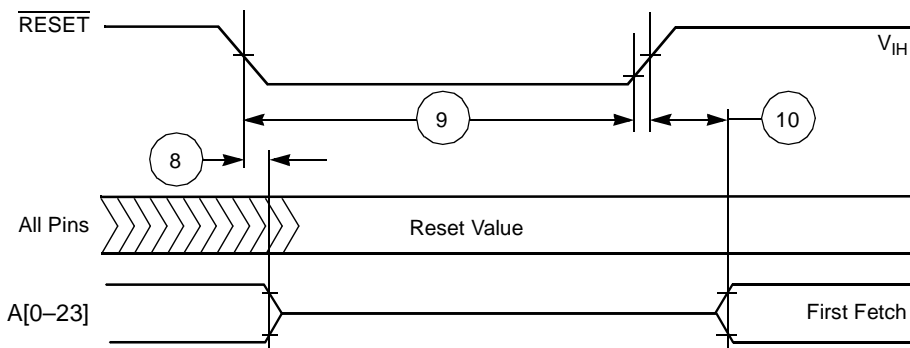 RESET
V_IH
9
10
8
All Pins
Reset Value
A[0–23]
First Fetch